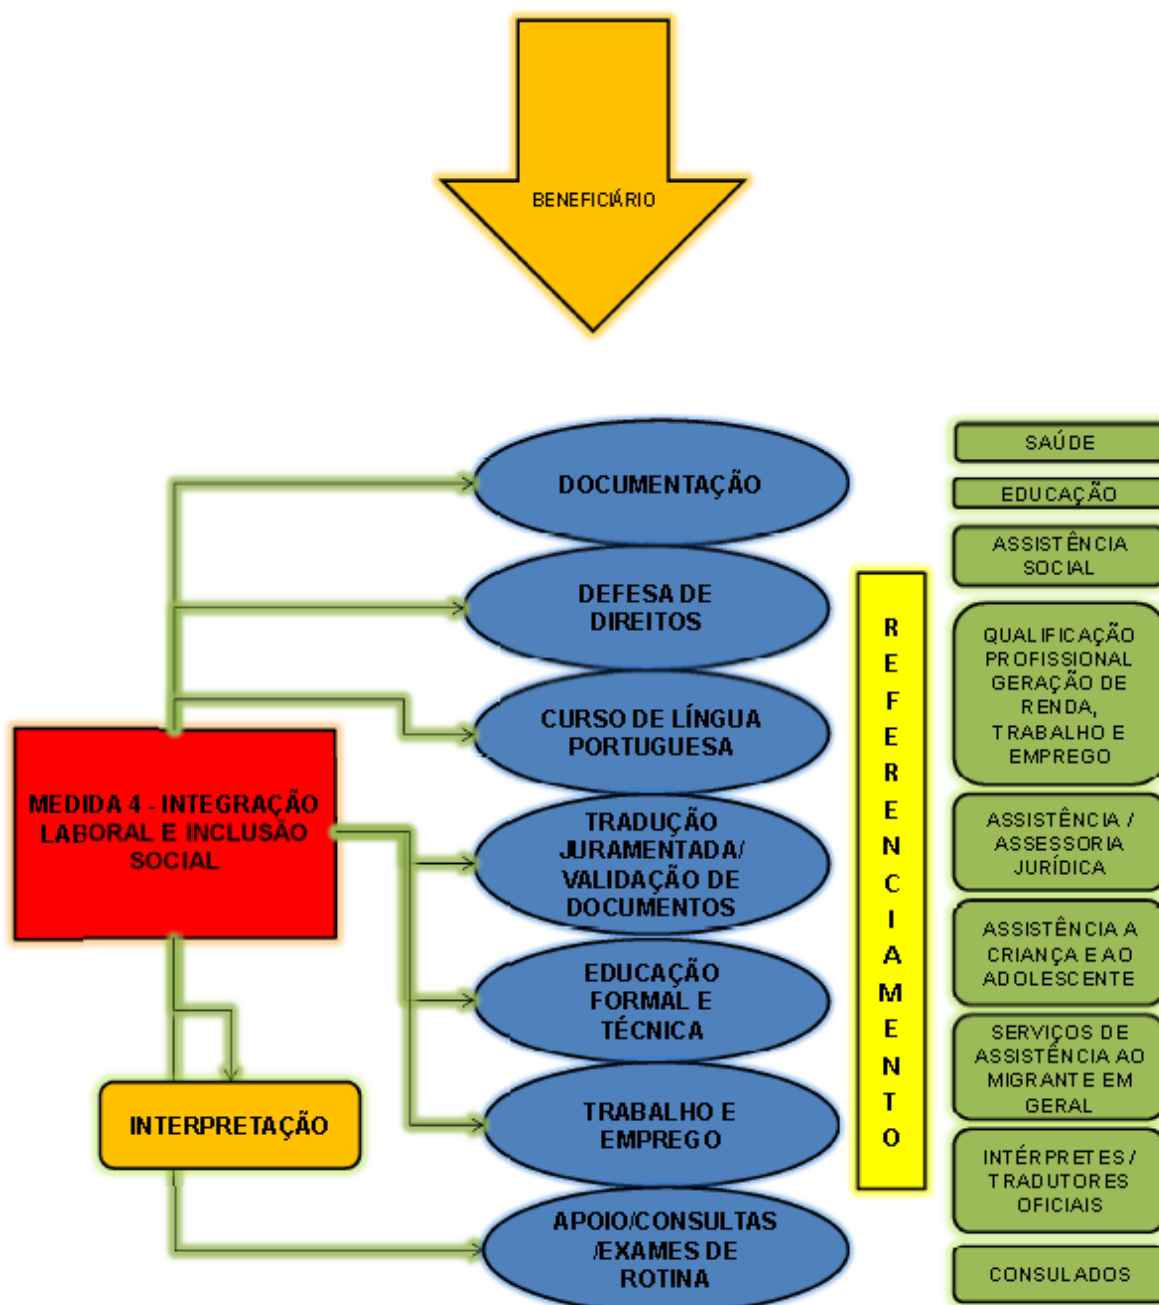 BENEFICIÁRIO
DOCUMENTAÇÃO
DEFESA DE
DIREITOS
CURSO DE LÍNGUA
PORTUGUESA
MEDIDA 4 - INTEGRAÇÃO
LABORAL E INCLUSÃO
SOCIAL
TRADUÇÃO
JURAMENTADA/
VALIDAÇÃO DE
DOCUMENTOS
EDUCAÇÃO
FORMAL E
TÉCNICA
INTERPRETAÇÃO
TRABALHO E
EMPREGO
APOIO/CONSULTAS
/EXAMES DE
ROTINA
R
E
F
E
R
E
N
C
I
A
M
E
N
T
O
SAÚDE
EDUCAÇÃO
ASSISTÊNCIA
SOCIAL
QUALIFICAÇÃO
PROFISSIONAL
GERAÇÃO DE
RENDA,
TRABALHO E
EMPREGO
ASSISTÊNCIA /
ASSESSORIA
JURÍDICA
ASSISTÊNCIA A
CRIANÇA E AO
ADOLESCENTE
SERVIÇOS DE
ASSISTÊNCIA AO
MIGRANTE EM
GERAL
INTÉRPRETES /
TRADUTORES
OFICIAIS
CONSULADOS